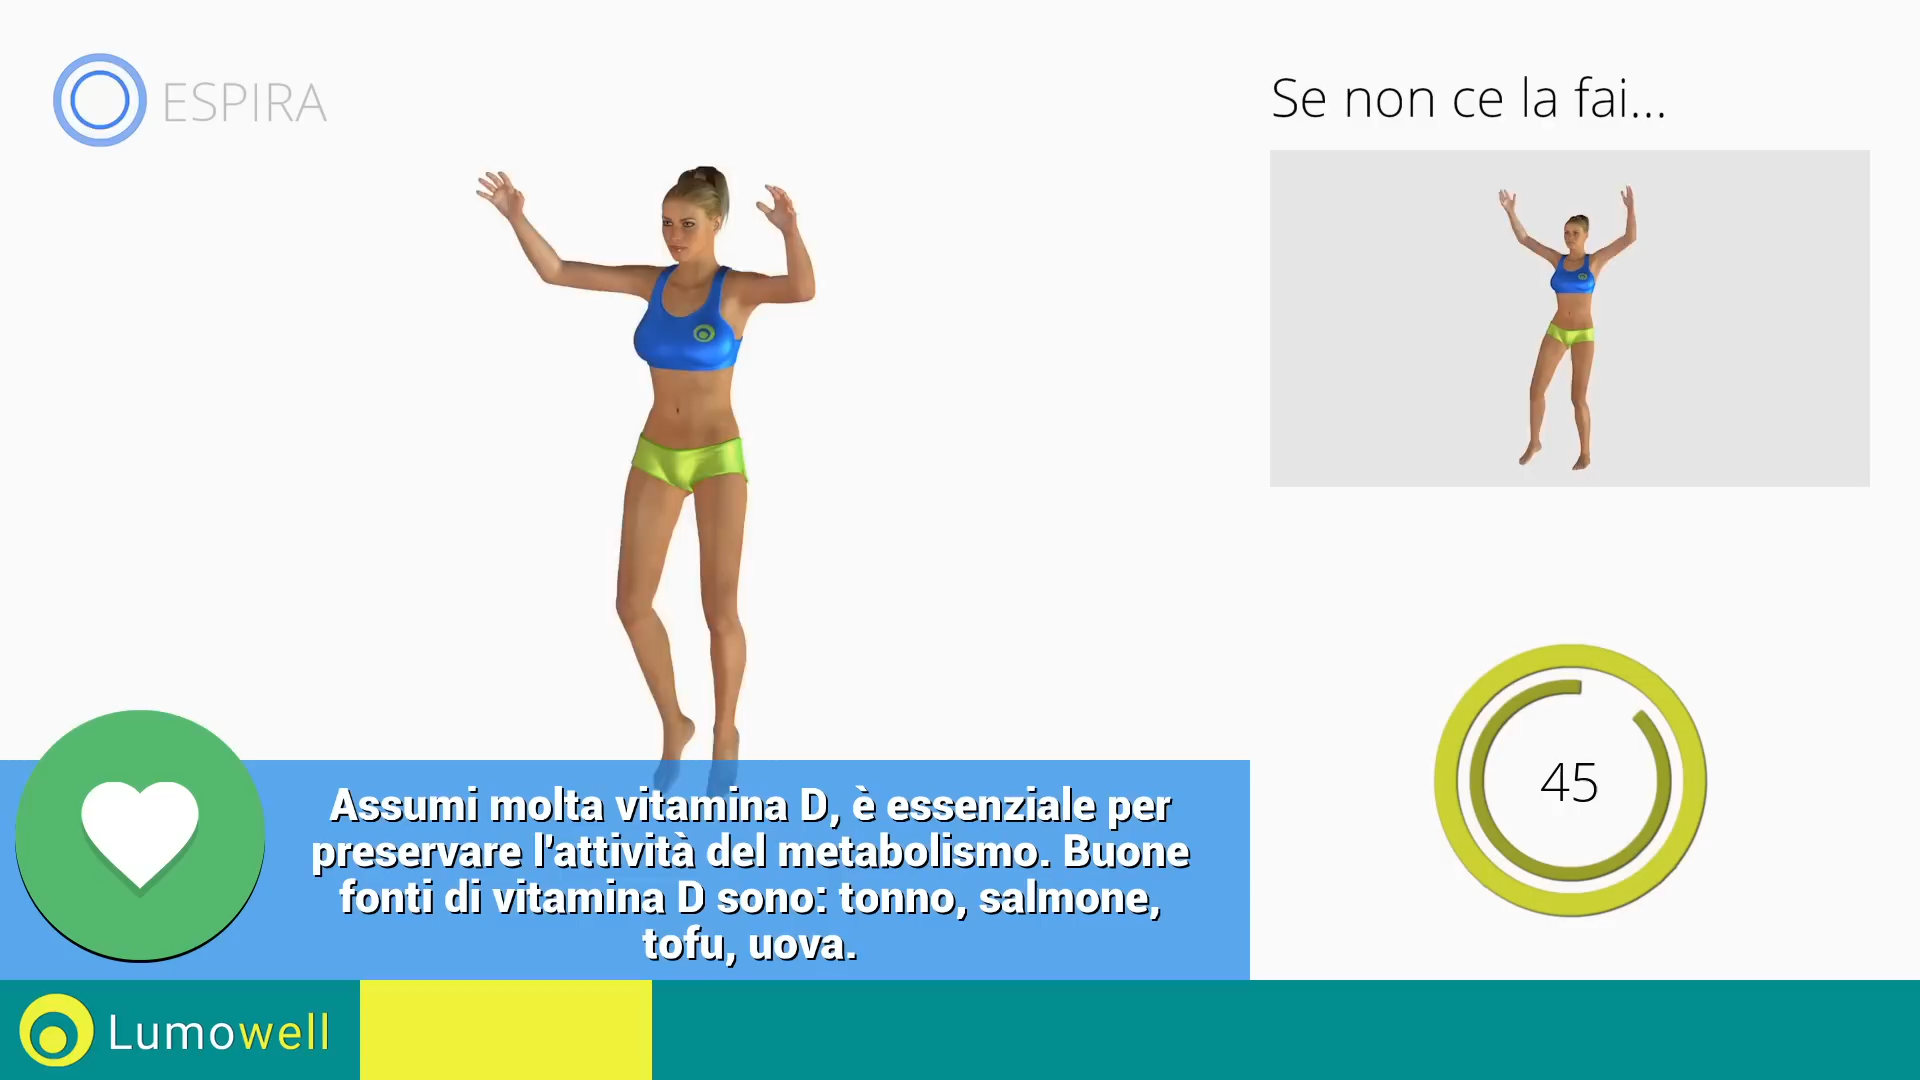 ESPIRA
Se non ce la fai...
45
Assumi molta vitamina D, è essenziale per
preservare l'attività del metabolismo. Buone
fonti di vitamina D sono: tonno, salmone,
tofu, uova.
Lumowell